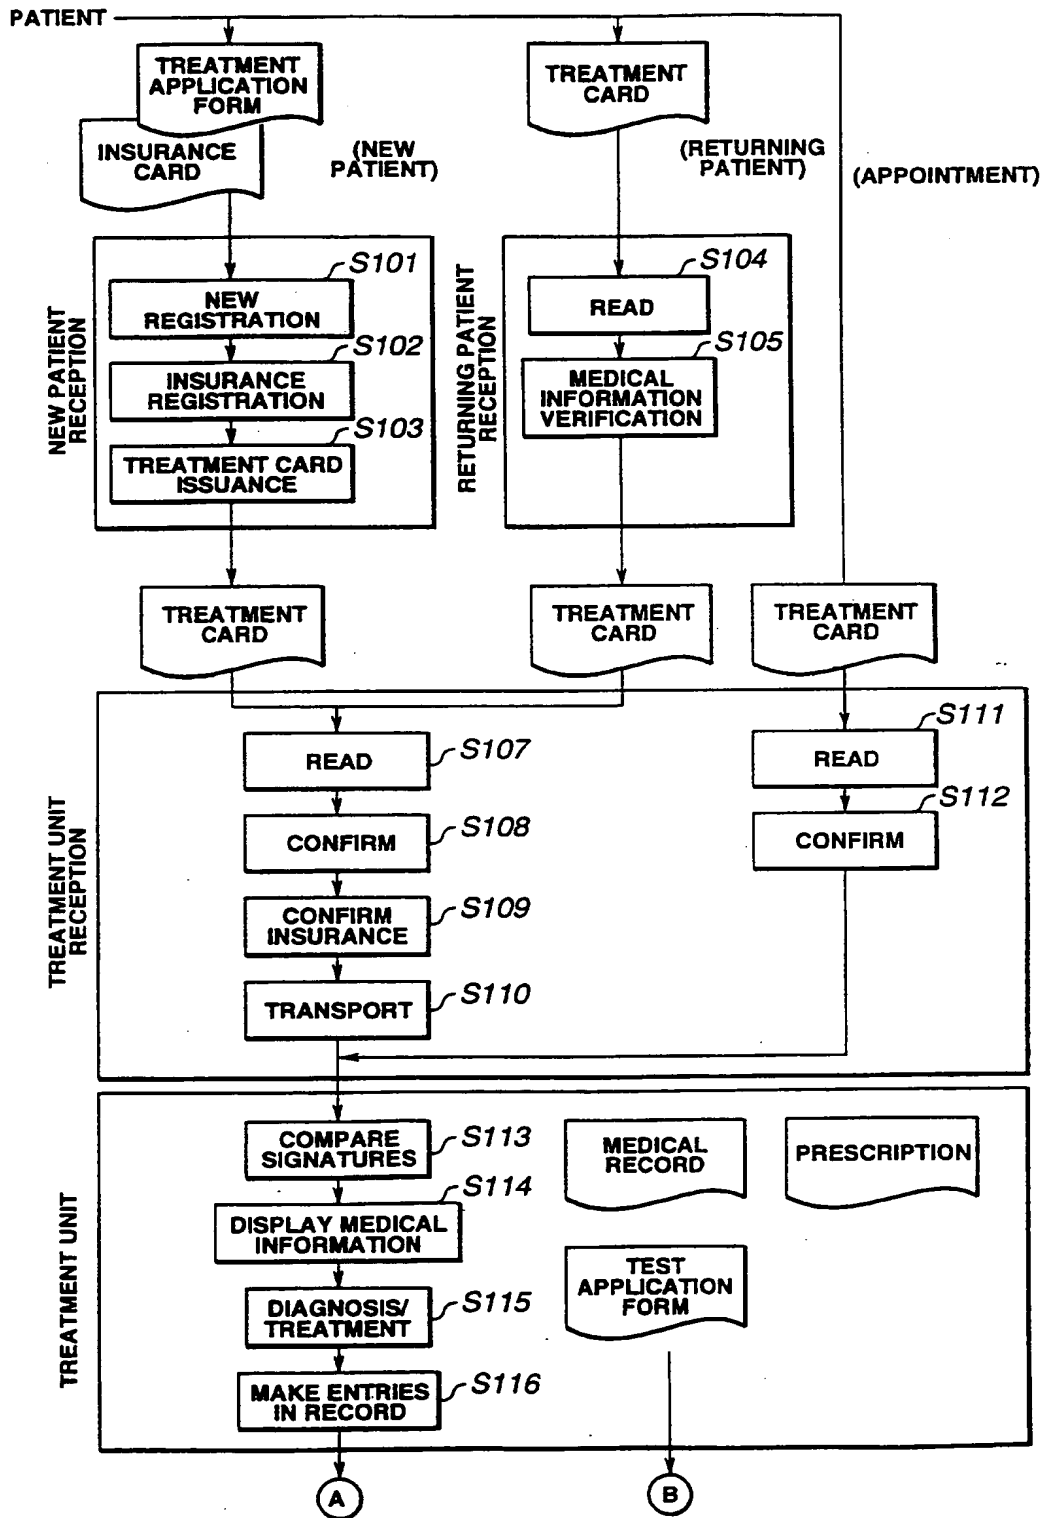 PATIENT
TREATMENT
APPLICATION
FORM
INSURANCE
CARD
(NEW
PATIENT)
TREATMENT
CARD
(RETURNING
PATIENT)
(APPOINTMENT)
NEW PATIENT
RECEPTION
S101
NEW
REGISTRATION
S102
INSURANCE
REGISTRATION
S103
TREATMENT CARD
ISSUANCE
RETURNING PATIENT
RECEPTION
S104
READ
S105
MEDICAL
INFORMATION
VERIFICATION
TREATMENT
CARD
TREATMENT
CARD
TREATMENT
CARD
TREATMENT UNIT
RECEPTION
READ
S107
CONFIRM
S108
CONFIRM
INSURANCE
S109
TRANSPORT
S110
S111
READ
S112
CONFIRM
TREATMENT UNIT
COMPARE
SIGNATURES
S113
S114
DISPLAY MEDICAL
INFORMATION
DIAGNOSIS/
TREATMENT
S115
MAKE ENTRIES
IN RECORD
S116
MEDICAL
RECORD
PRESCRIPTION
TEST
APPLICATION
FORM
A
B